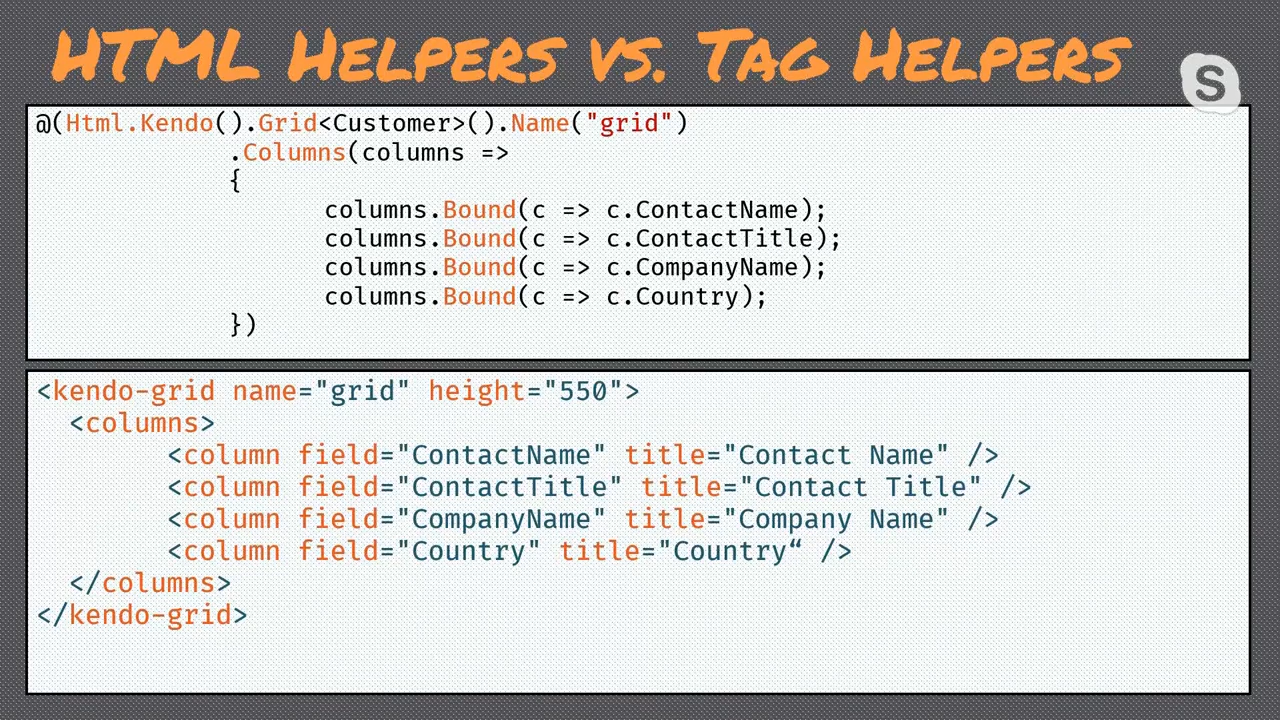 HTML Helpers vs. Tag Helpers
S
@(Html.Kendo().Grid<Customer>().Name("grid")
.Columns(columns =>
{
columns.Bound(c => c.ContactName);
columns.Bound(c => c.ContactTitle);
columns.Bound(c => c.CompanyName);
columns.Bound(c => c.Country);
})
<kendo-grid name="grid" height="550">
<columns>
<column field="ContactName" title="Contact Name" />
<column field="ContactTitle" title="Contact Title" />
<column field="CompanyName" title="Company Name" />
<column field="Country" title="Country“ />
</columns>
</kendo-grid>